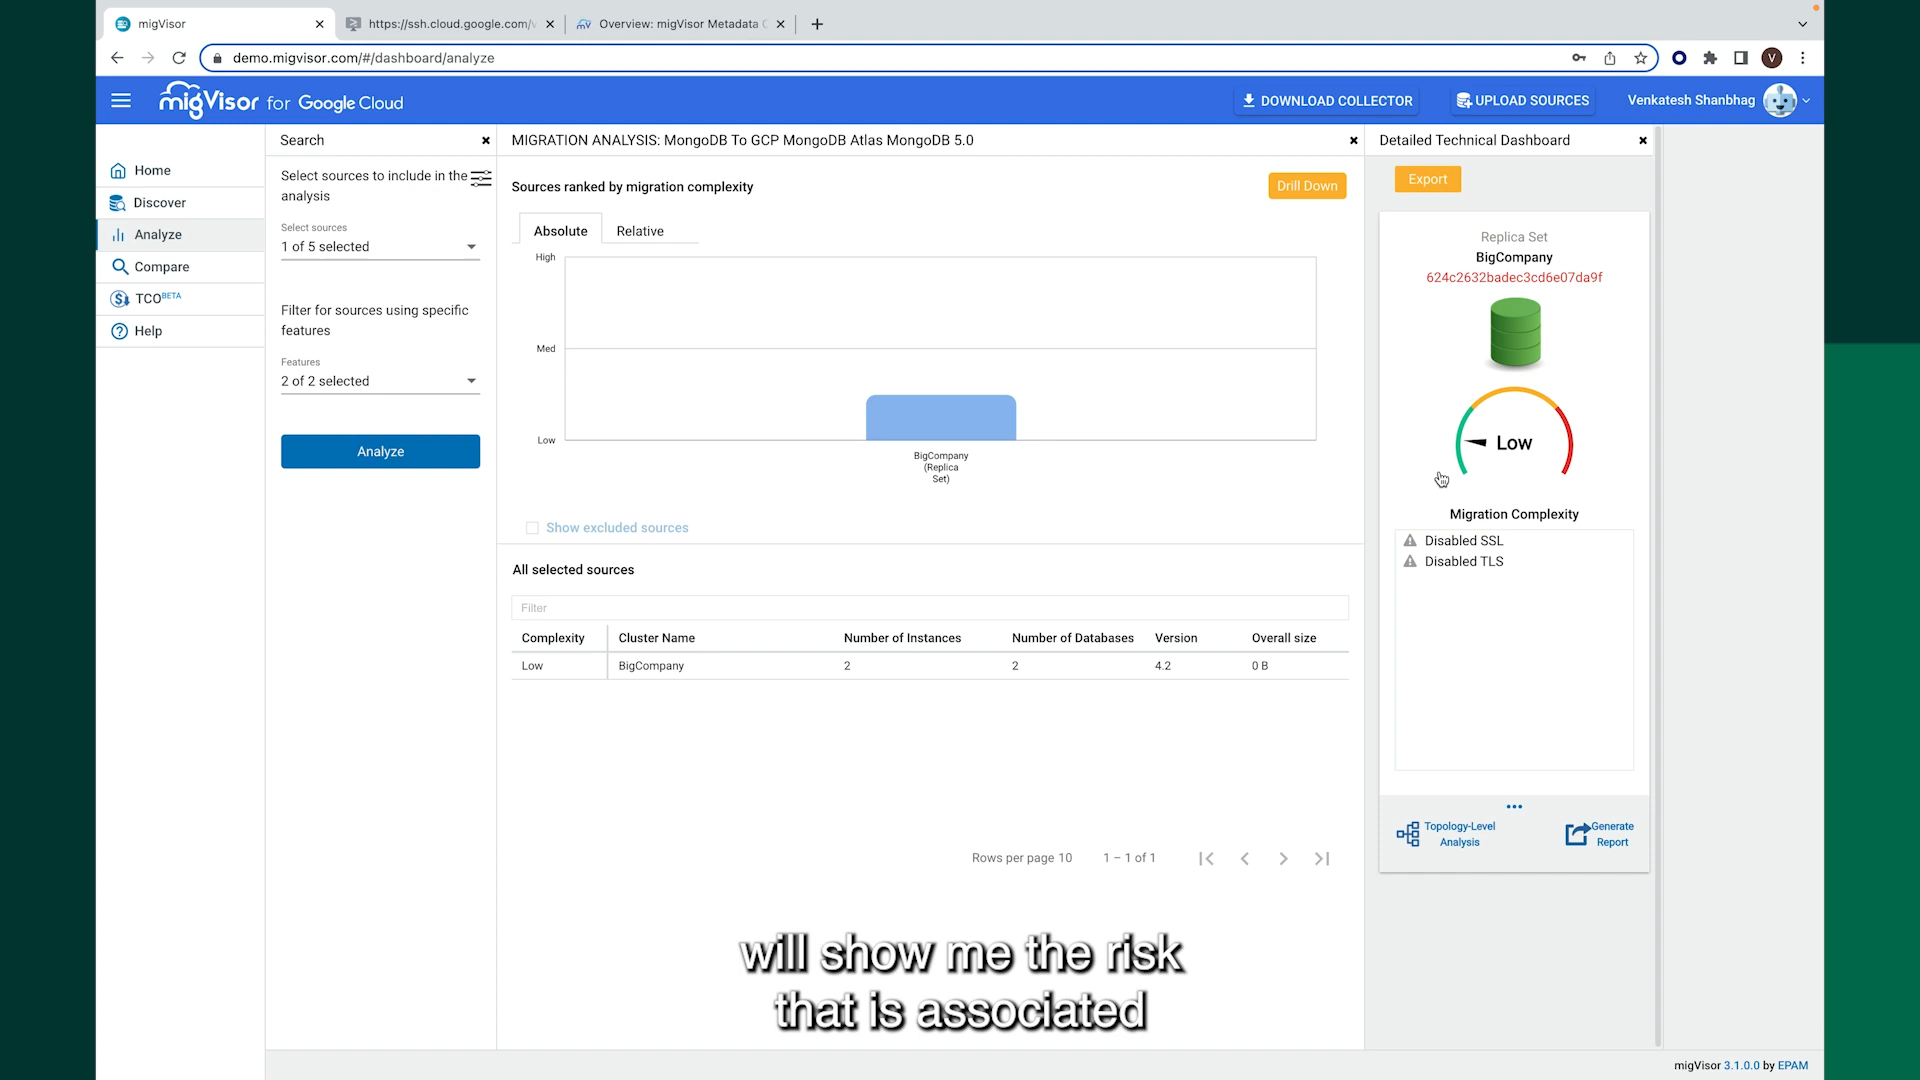 migVisor
https://ssh.cloud.google.com/v
Overview: migVisor Metadata C
demo.migvisor.com/#/dashboard/analyze
V
migVisor for Google Cloud
DOWNLOAD COLLECTOR
UPLOAD SOURCES
Venkatesh Shanbhag
Home
Discover
Analyze
Compare
TCO BETA
Help
Search
Select sources to include in the
analysis
Select sources
1 of 5 selected
Filter for sources using specific
features
Features
2 of 2 selected
Analyze
MIGRATION ANALYSIS: MongoDB To GCP MongoDB Atlas MongoDB 5.0
Sources ranked by migration complexity
Drill Down
Absolute
Relative
High
Med
Low
BigCompany
(Replica
Set)
Show excluded sources
All selected sources
Filter
Complexity Cluster Name Number of Instances Number of Databases Version Overall size
Low BigCompany 2 2 4.2 0 B
Rows per page 10 1 – 1 of 1
Detailed Technical Dashboard
Export
Replica Set
BigCompany
624c2632badec3cd6e07da9f
Low
Migration Complexity
Disabled SSL
Disabled TLS
Topology-Level
Analysis
Generate
Report
will show me the risk
that is associated
migVisor 3.1.0.0 by EPAM